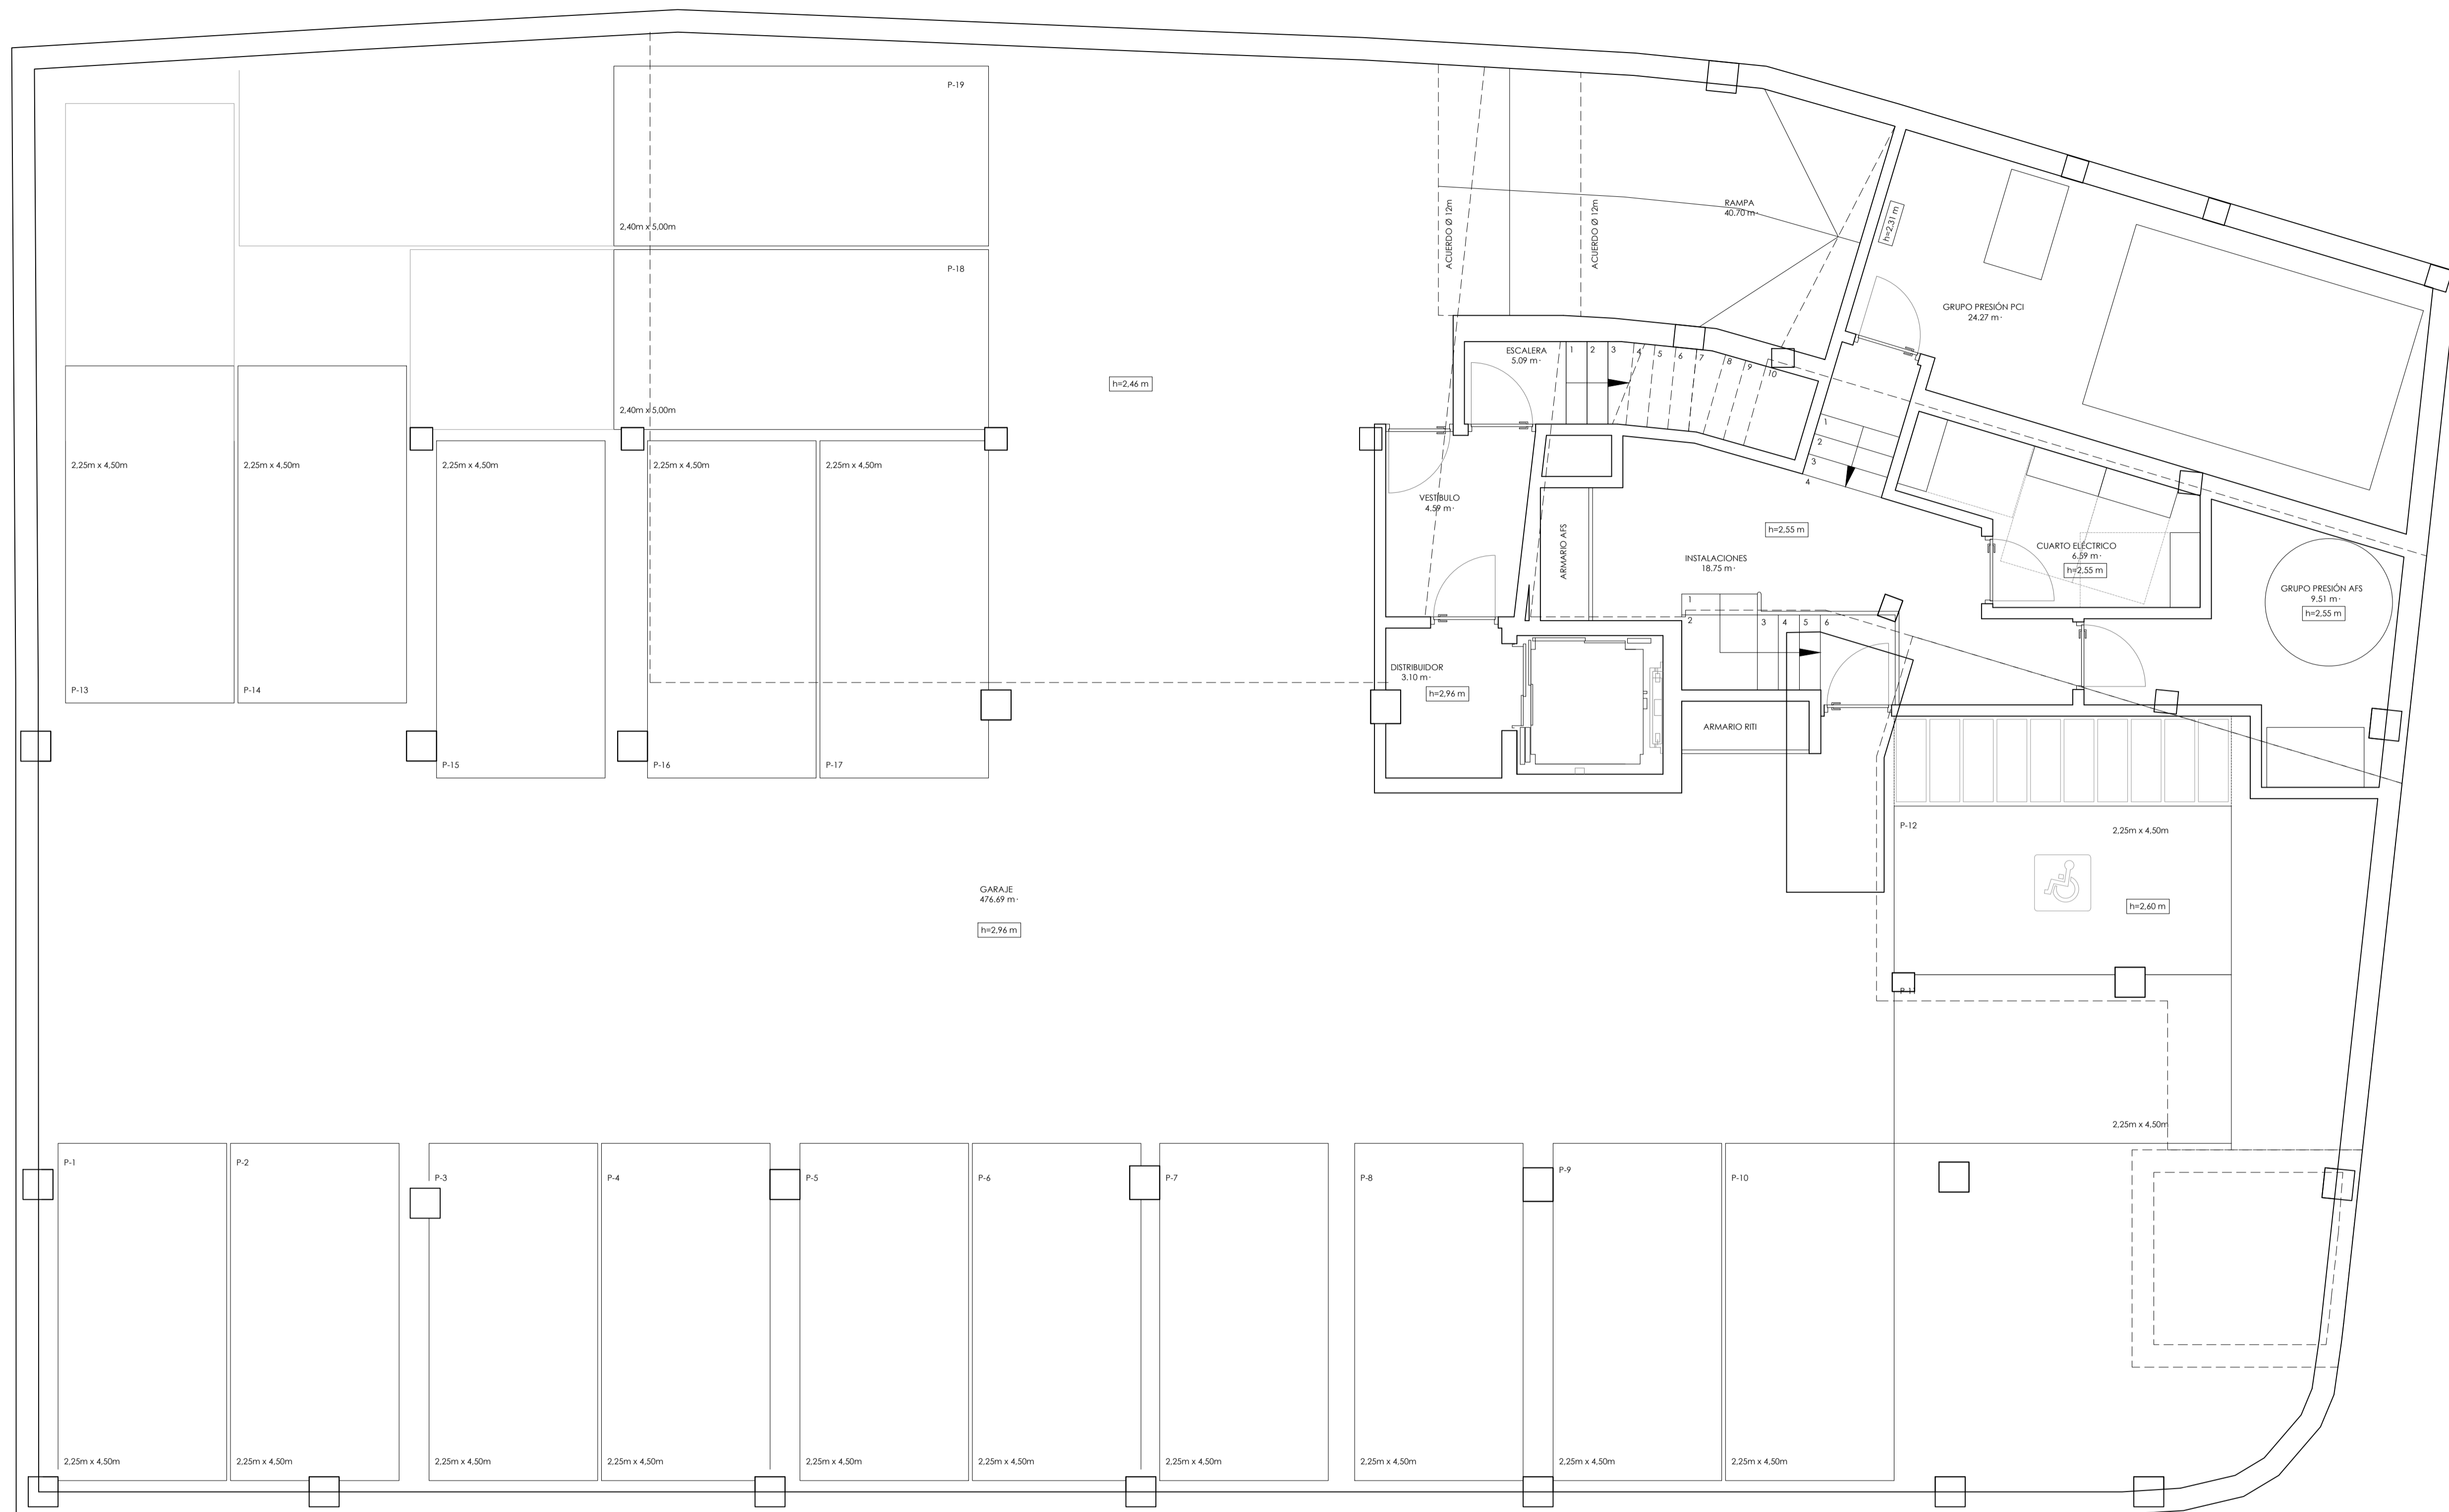 P-19
2,40m x 5,00m
P-18
2,40m x 5,00m
h=2,46 m
ACUERDO Ø 12m
ACUERDO Ø 12m
RAMPA
40.70 m²
h=2,31 m
GRUPO PRESIÓN PCI
24.27 m²
ESCALERA
5.09 m²
1
2
3
4
5
6
7
8
9
10
1
2
3
4
2,25m x 4,50m
2,25m x 4,50m
2,25m x 4,50m
2,25m x 4,50m
2,25m x 4,50m
P-13
P-14
P-15
P-16
P-17
VESTÍBULO
4.59 m²
ARMARIO AFS
h=2,55 m
INSTALACIONES
18.75 m²
CUARTO ELÉCTRICO
6.59 m²
h=2,55 m
GRUPO PRESIÓN AFS
9.51 m²
h=2,55 m
1
2
3
4
5
6
DISTRIBUIDOR
3.10 m²
h=2,96 m
ARMARIO RITI
P-12
2,25m x 4,50m
h=2,60 m
GARAJE
476.69 m²
h=2,96 m
P-11
2,25m x 4,50m
P-1
P-2
P-3
P-4
P-5
P-6
P-7
P-8
P-9
P-10
2,25m x 4,50m
2,25m x 4,50m
2,25m x 4,50m
2,25m x 4,50m
2,25m x 4,50m
2,25m x 4,50m
2,25m x 4,50m
2,25m x 4,50m
2,25m x 4,50m
2,25m x 4,50m